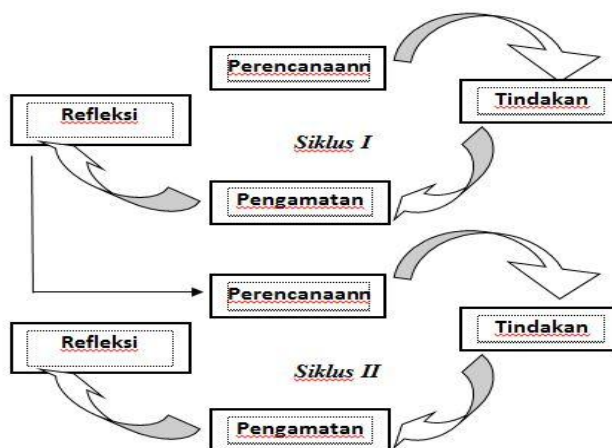 Perencanaann
Tindakan
Refleksi
Siklus I
Pengamatan
Perencanaann
Tindakan
Refleksi
Siklus II
Pengamatan